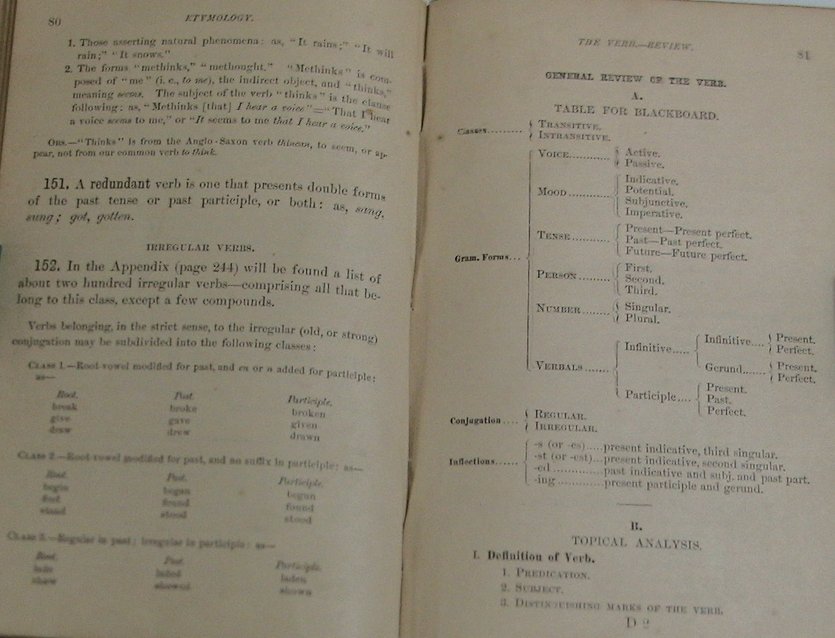 80
ETYMOLOGY.
1. Those asserting natural phenomena: as, "It rains;" "It will
rain;" "It snows."
2. The forms "methinks," "methought." "Methinks" is com-
posed of "me" (i. e., to me), the indirect object, and "thinks,"
meaning seems. The subject of the verb "thinks" is the clause
following: as, "Methinks [that] I hear a voice"="That I hear
a voice seems to me," or "It seems to me that I hear a voice."
OBS.—"Thinks" is from the Anglo-Saxon verb thincan, to seem, or ap-
pear, not from our common verb to think.
151. A redundant verb is one that presents double forms
of the past tense or past participle, or both: as, sang,
sung; got, gotten.
IRREGULAR VERBS.
152. In the Appendix (page 244) will be found a list of
about two hundred irregular verbs—comprising all that be-
long to this class, except a few compounds.
Verbs belonging, in the strict sense, to the irregular (old, or strong)
conjugation may be subdivided into the following classes:
CLASS 1.—Root-vowel modified for past, and en or n added for participle:
as—
Root. Past. Participle.
break broke broken
give gave given
draw drew drawn
CLASS 2.—Root-vowel modified for past, and no suffix in participle: as—
Root. Past. Participle.
begin began begun
find found found
stand stood stood
CLASS 3.—Regular in past; irregular in participle: as—
Root. Past. Participle.
lade laded laden
show showed shown
THE VERB.—REVIEW.
81
GENERAL REVIEW OF THE VERB.
A.
TABLE FOR BLACKBOARD.
Classes { TRANSITIVE.
INTRANSITIVE.
VOICE { Active.
Passive.
MOOD { Indicative.
Potential.
Subjunctive.
Imperative.
TENSE { Present—Present perfect.
Past—Past perfect.
Future—Future perfect.
Gram. Forms
PERSON { First.
Second.
Third.
NUMBER { Singular.
Plural.
VERBALS { Infinitive { Infinitive { Present.
Perfect.
Gerund { Present.
Perfect.
Participle { Present.
Past.
Perfect.
Conjugation { REGULAR.
IRREGULAR.
Inflections { -s (or -es) present indicative, third singular.
-st (or -est) present indicative, second singular.
-ed past indicative and subj. and past part.
-ing present participle and gerund.
B.
TOPICAL ANALYSIS.
I. Definition of Verb.
1. PREDICATION.
2. SUBJECT.
3. DISTINGUISHING MARKS OF THE VERB.
D 2